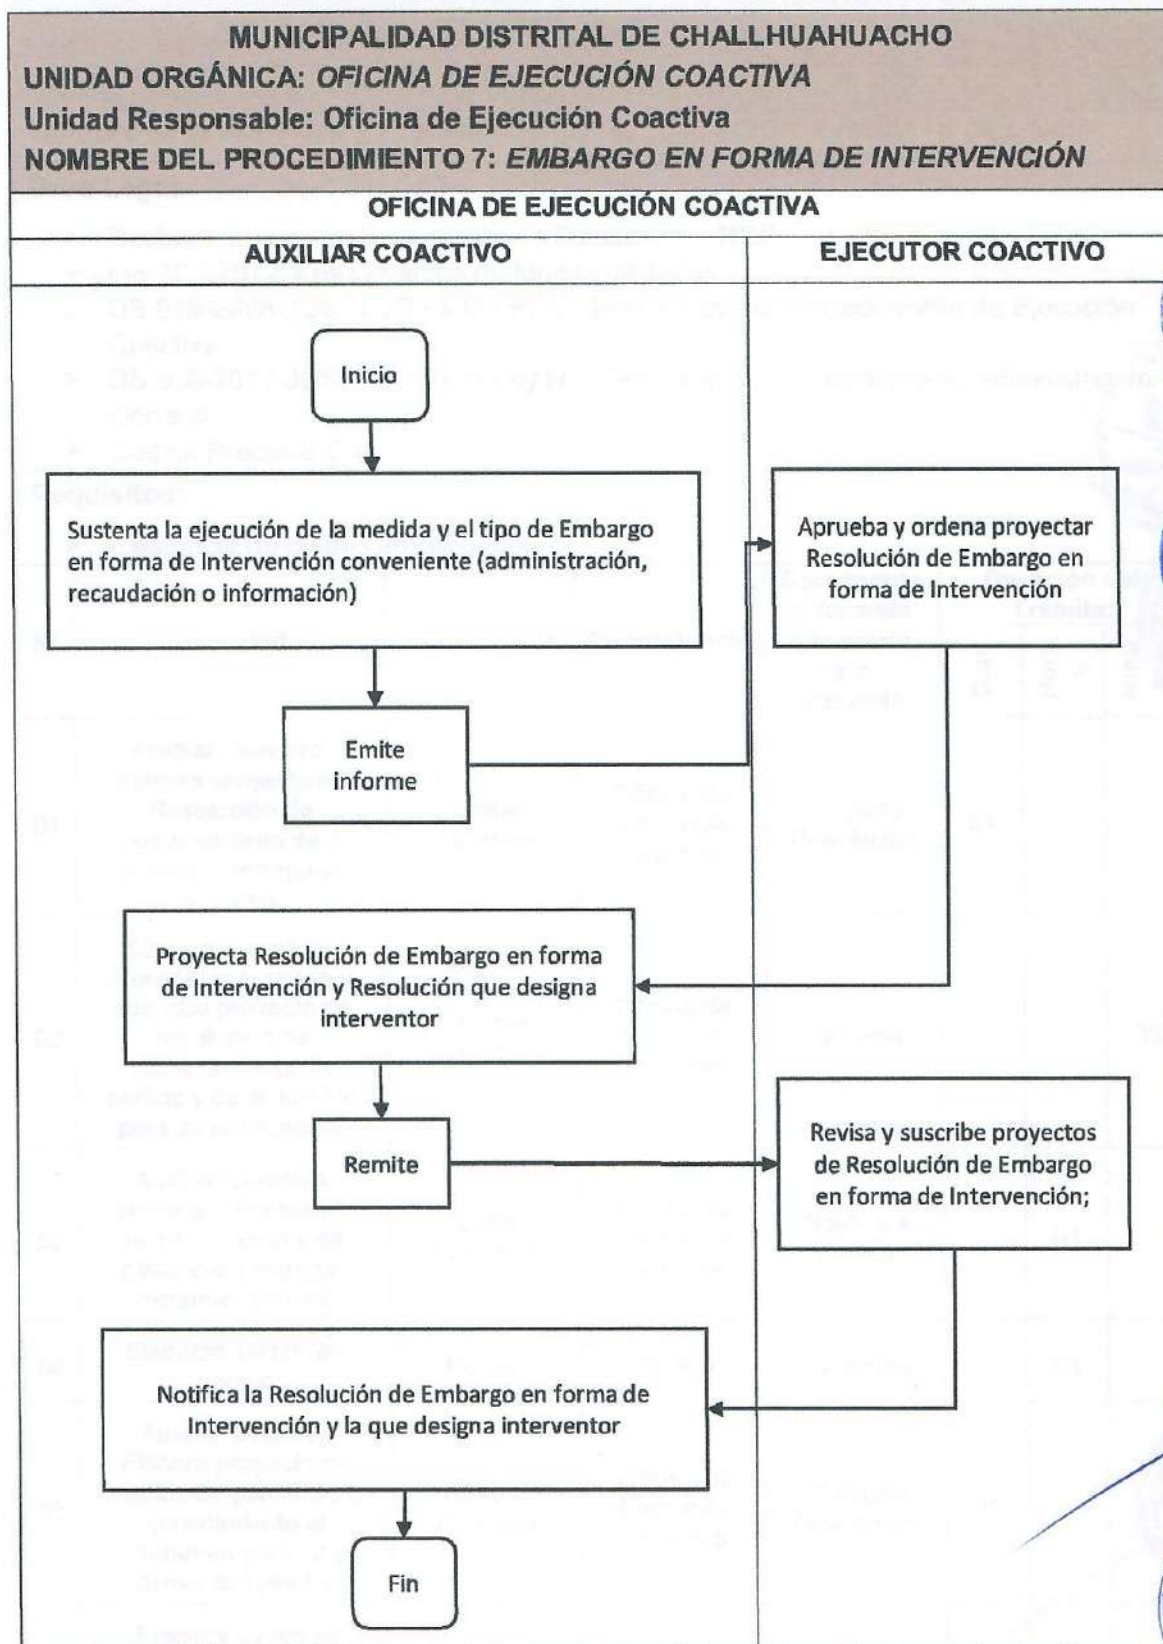 MUNICIPALIDAD DISTRITAL DE CHALLHUAHUACHO
UNIDAD ORGÁNICA: OFICINA DE EJECUCIÓN COACTIVA
Unidad Responsable: Oficina de Ejecución Coactiva
NOMBRE DEL PROCEDIMIENTO 7: EMBARGO EN FORMA DE INTERVENCIÓN
OFICINA DE EJECUCIÓN COACTIVA
AUXILIAR COACTIVO
EJECUTOR COACTIVO
Inicio
Sustenta la ejecución de la medida y el tipo de Embargo
en forma de Intervención conveniente (administración,
recaudación o información)
Aprueba y ordena proyectar
Resolución de Embargo en
forma de Intervención
Emite
informe
Proyecta Resolución de Embargo en forma
de Intervención y Resolución que designa
interventor
Remite
Revisa y suscribe proyectos
de Resolución de Embargo
en forma de Intervención;
Notifica la Resolución de Embargo en forma de
Intervención y la que designa interventor
Fin